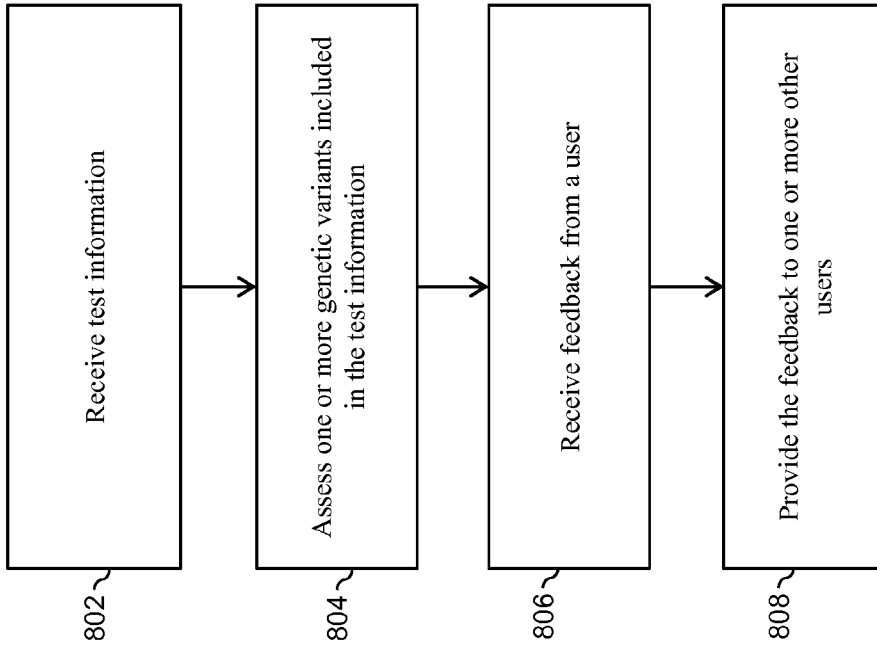 802
Receive test information
804
Assess one or more genetic variants included
in the test information
806
Receive feedback from a user
808
Provide the feedback to one or more other
users